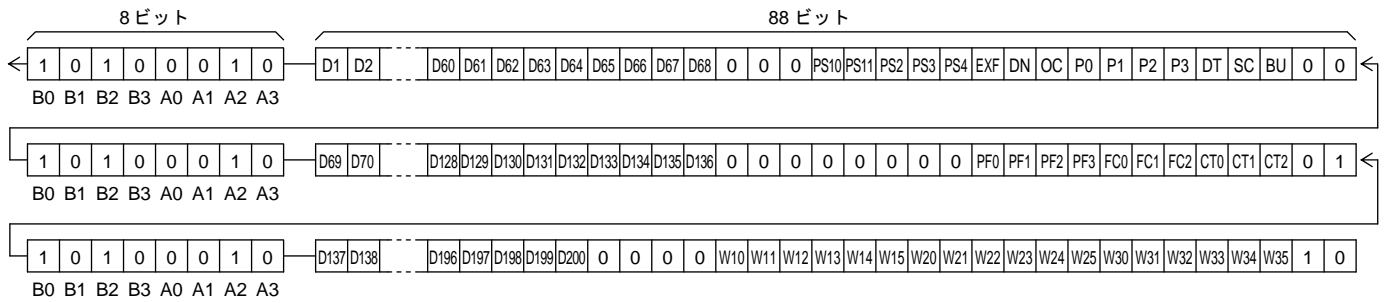 8ビット 88ビット
1 0 1 0 0 0 1 0 D1 D2 D60 D61 D62 D63 D64 D65 D66 D67 D68 0 0 0 PS10 PS11 PS2 PS3 PS4 EXF DN OC P0 P1 P2 P3 DT SC BU 0 0
B0 B1 B2 B3 A0 A1 A2 A3
1 0 1 0 0 0 1 0 D69 D70 D128 D129 D130 D131 D132 D133 D134 D135 D136 0 0 0 0 0 0 0 0 PF0 PF1 PF2 PF3 FC0 FC1 FC2 CT0 CT1 CT2 0 1
B0 B1 B2 B3 A0 A1 A2 A3
1 0 1 0 0 0 1 0 D137 D138 D196 D197 D198 D199 D200 0 0 0 0 W10 W11 W12 W13 W14 W15 W20 W21 W22 W23 W24 W25 W30 W31 W32 W33 W34 W35 1 0
B0 B1 B2 B3 A0 A1 A2 A3